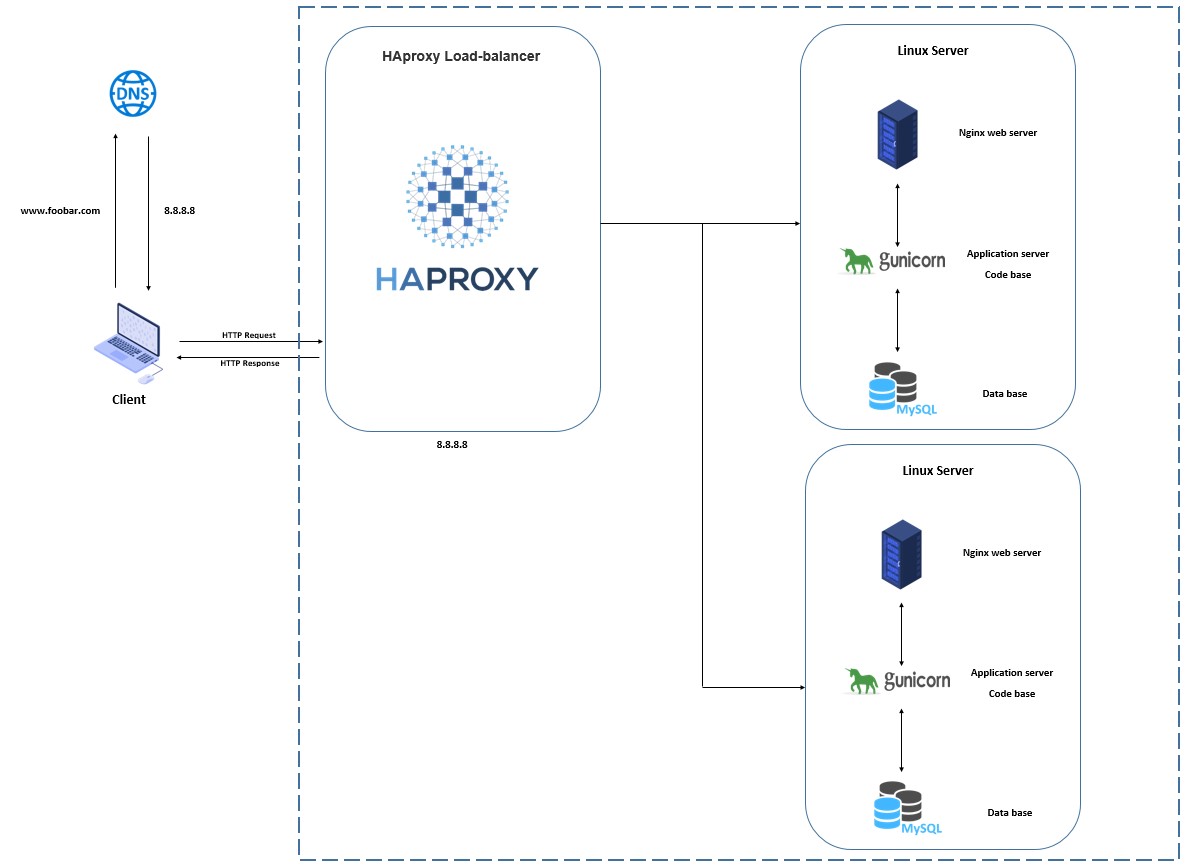 DNS
www.foobar.com
8.8.8.8
HTTP Request
HTTP Response
Client
HAproxy Load-balancer
HAPROXY
8.8.8.8
Linux Server
Nginx web server
gunicorn
Application server
Code base
MySQL
Data base
Linux Server
Nginx web server
gunicorn
Application server
Code base
MySQL
Data base